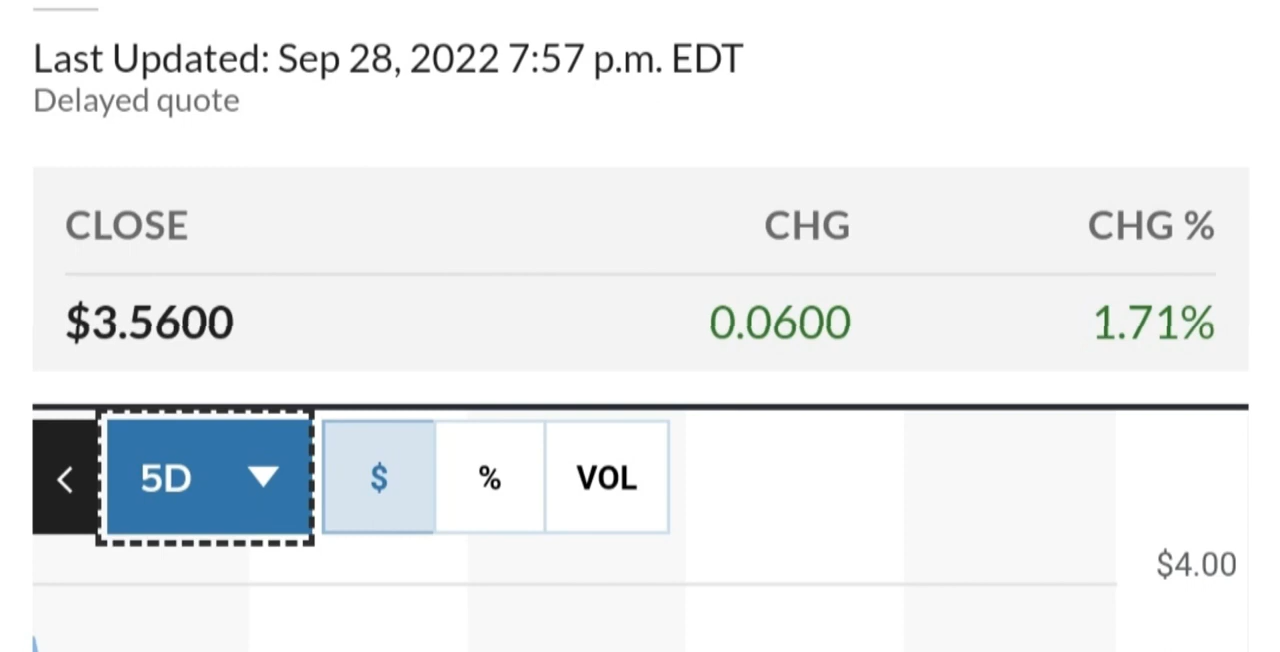 Last Updated: Sep 28, 2022 7:57 p.m. EDT
Delayed quote
CLOSE CHG CHG %
$3.5600 0.0600 1.71%
5D $ % VOL
$4.00